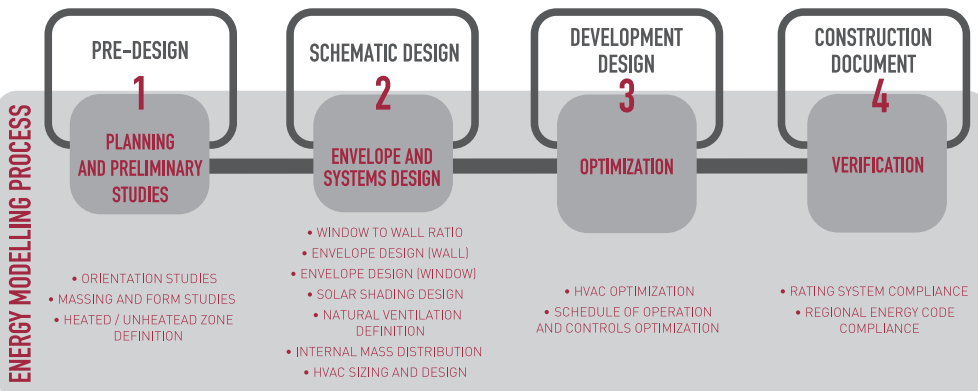 ENERGY MODELLING PROCESS
PRE-DESIGN
1
PLANNING
AND PRELIMINARY
STUDIES
• ORIENTATION STUDIES
• MASSING AND FORM STUDIES
• HEATED / UNHEATEAD ZONE
DEFINITION
SCHEMATIC DESIGN
2
ENVELOPE AND
SYSTEMS DESIGN
• WINDOW TO WALL RATIO
• ENVELOPE DESIGN (WALL)
• ENVELOPE DESIGN (WINDOW)
• SOLAR SHADING DESIGN
• NATURAL VENTILATION
DEFINITION
• INTERNAL MASS DISTRIBUTION
• HVAC SIZING AND DESIGN
DEVELOPMENT
DESIGN
3
OPTIMIZATION
• HVAC OPTIMIZATION
• SCHEDULE OF OPERATION
AND CONTROLS OPTIMIZATION
CONSTRUCTION
DOCUMENT
4
VERIFICATION
• RATING SYSTEM COMPLIANCE
• REGIONAL ENERGY CODE
COMPLIANCE